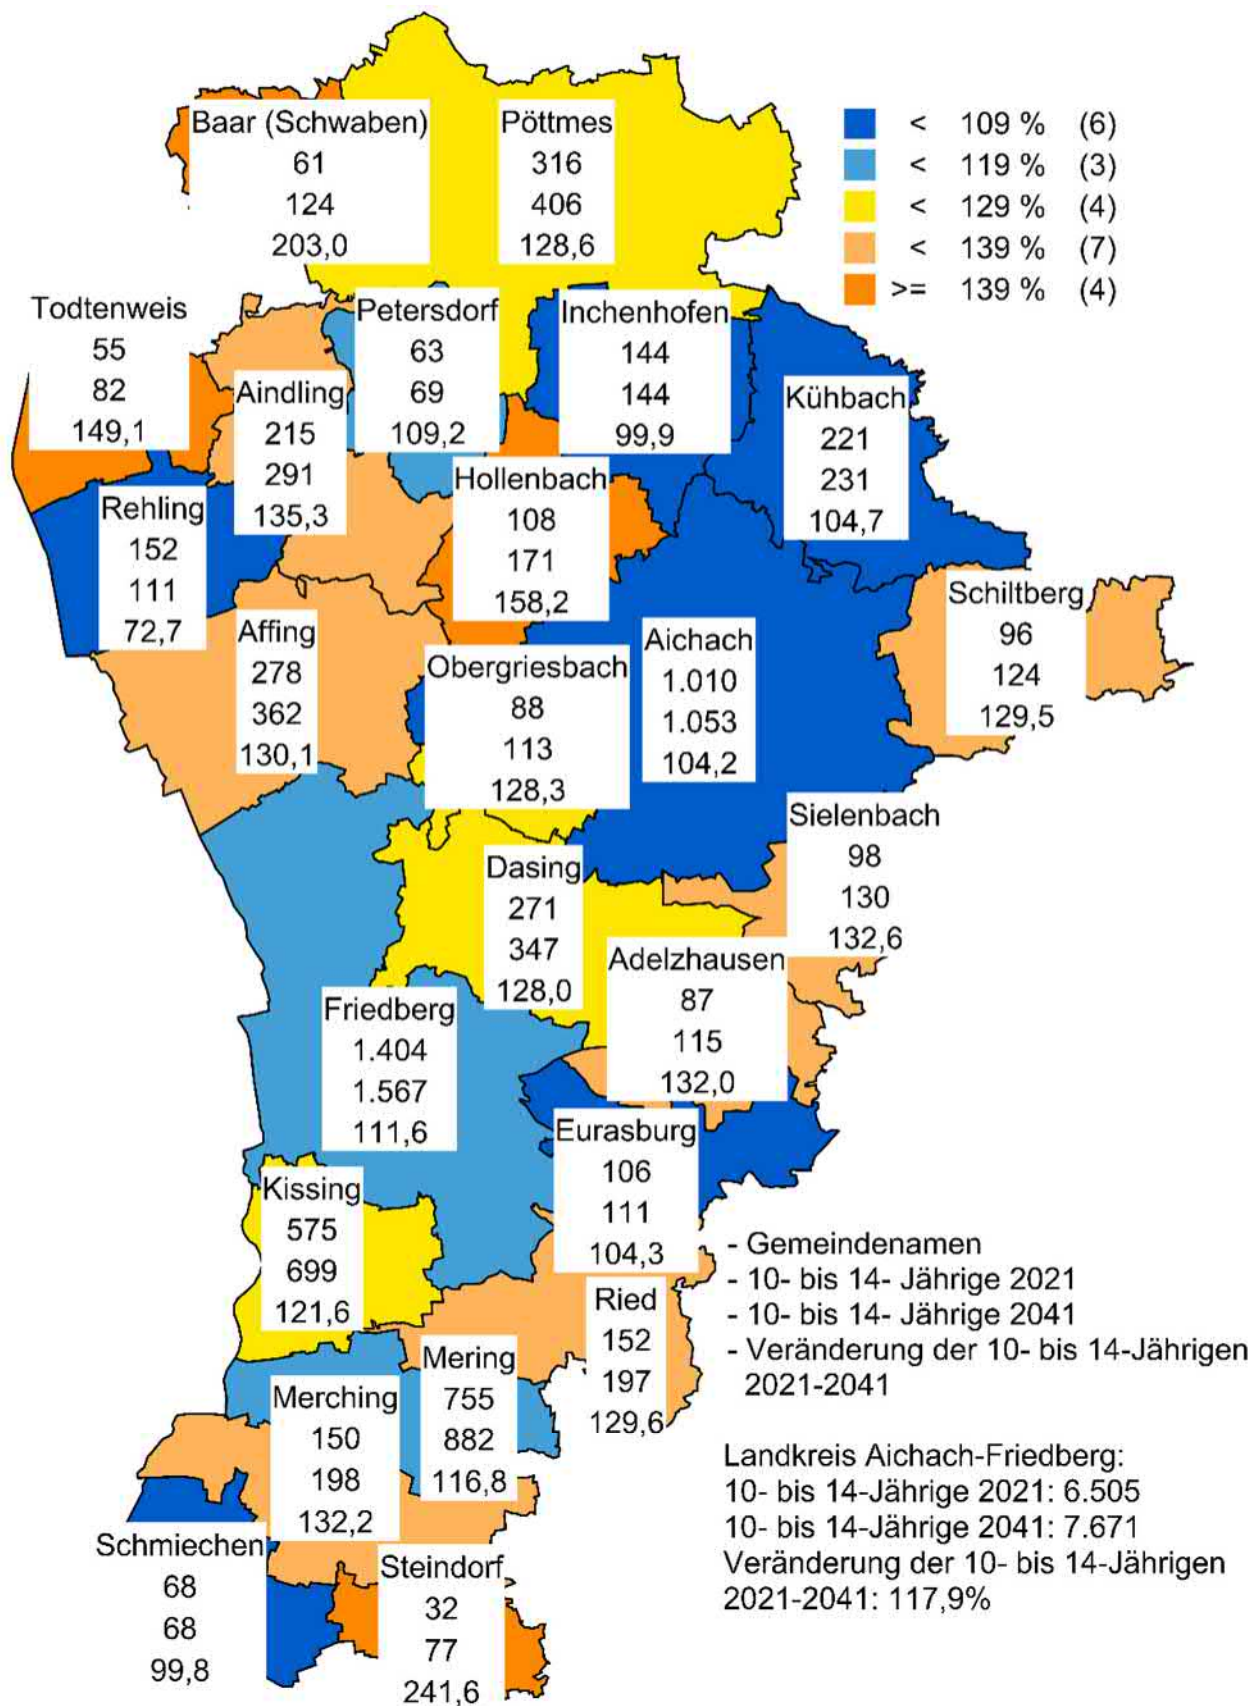 Baar (Schwaben)
61
124
203,0
Pöttmes
316
406
128,6
< 109 % (6)
< 119 % (3)
< 129 % (4)
< 139 % (7)
>= 139 % (4)
Todtenweis
55
82
149,1
Aindling
215
291
135,3
Petersdorf
63
69
109,2
Inchenhofen
144
144
99,9
Kühbach
221
231
104,7
Rehling
152
111
72,7
Hollenbach
108
171
158,2
Schiltberg
96
124
129,5
Affing
278
362
130,1
Obergriesbach
88
113
128,3
Aichach
1.010
1.053
104,2
Sielenbach
98
130
132,6
Dasing
271
347
128,0
Adelzhausen
87
115
132,0
Friedberg
1.404
1.567
111,6
Eurasburg
106
111
104,3
Kissing
575
699
121,6
Ried
152
197
129,6
Mering
755
882
116,8
Merching
150
198
132,2
Schmiechen
68
68
99,8
Steindorf
32
77
241,6
- Gemeindenamen
- 10- bis 14- Jährige 2021
- 10- bis 14- Jährige 2041
- Veränderung der 10- bis 14-Jährigen
2021-2041
Landkreis Aichach-Friedberg:
10- bis 14-Jährige 2021: 6.505
10- bis 14-Jährige 2041: 7.671
Veränderung der 10- bis 14-Jährigen
2021-2041: 117,9%